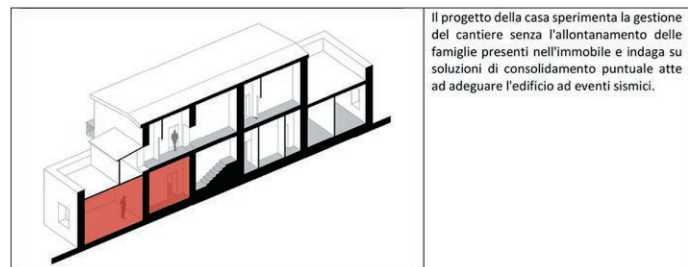 Il progetto della casa sperimenta la gestione
del cantiere senza l'allontanamento delle
famiglie presenti nell'immobile e indaga su
soluzioni di consolidamento puntuale atte
ad adeguare l'edificio ad eventi sismici.